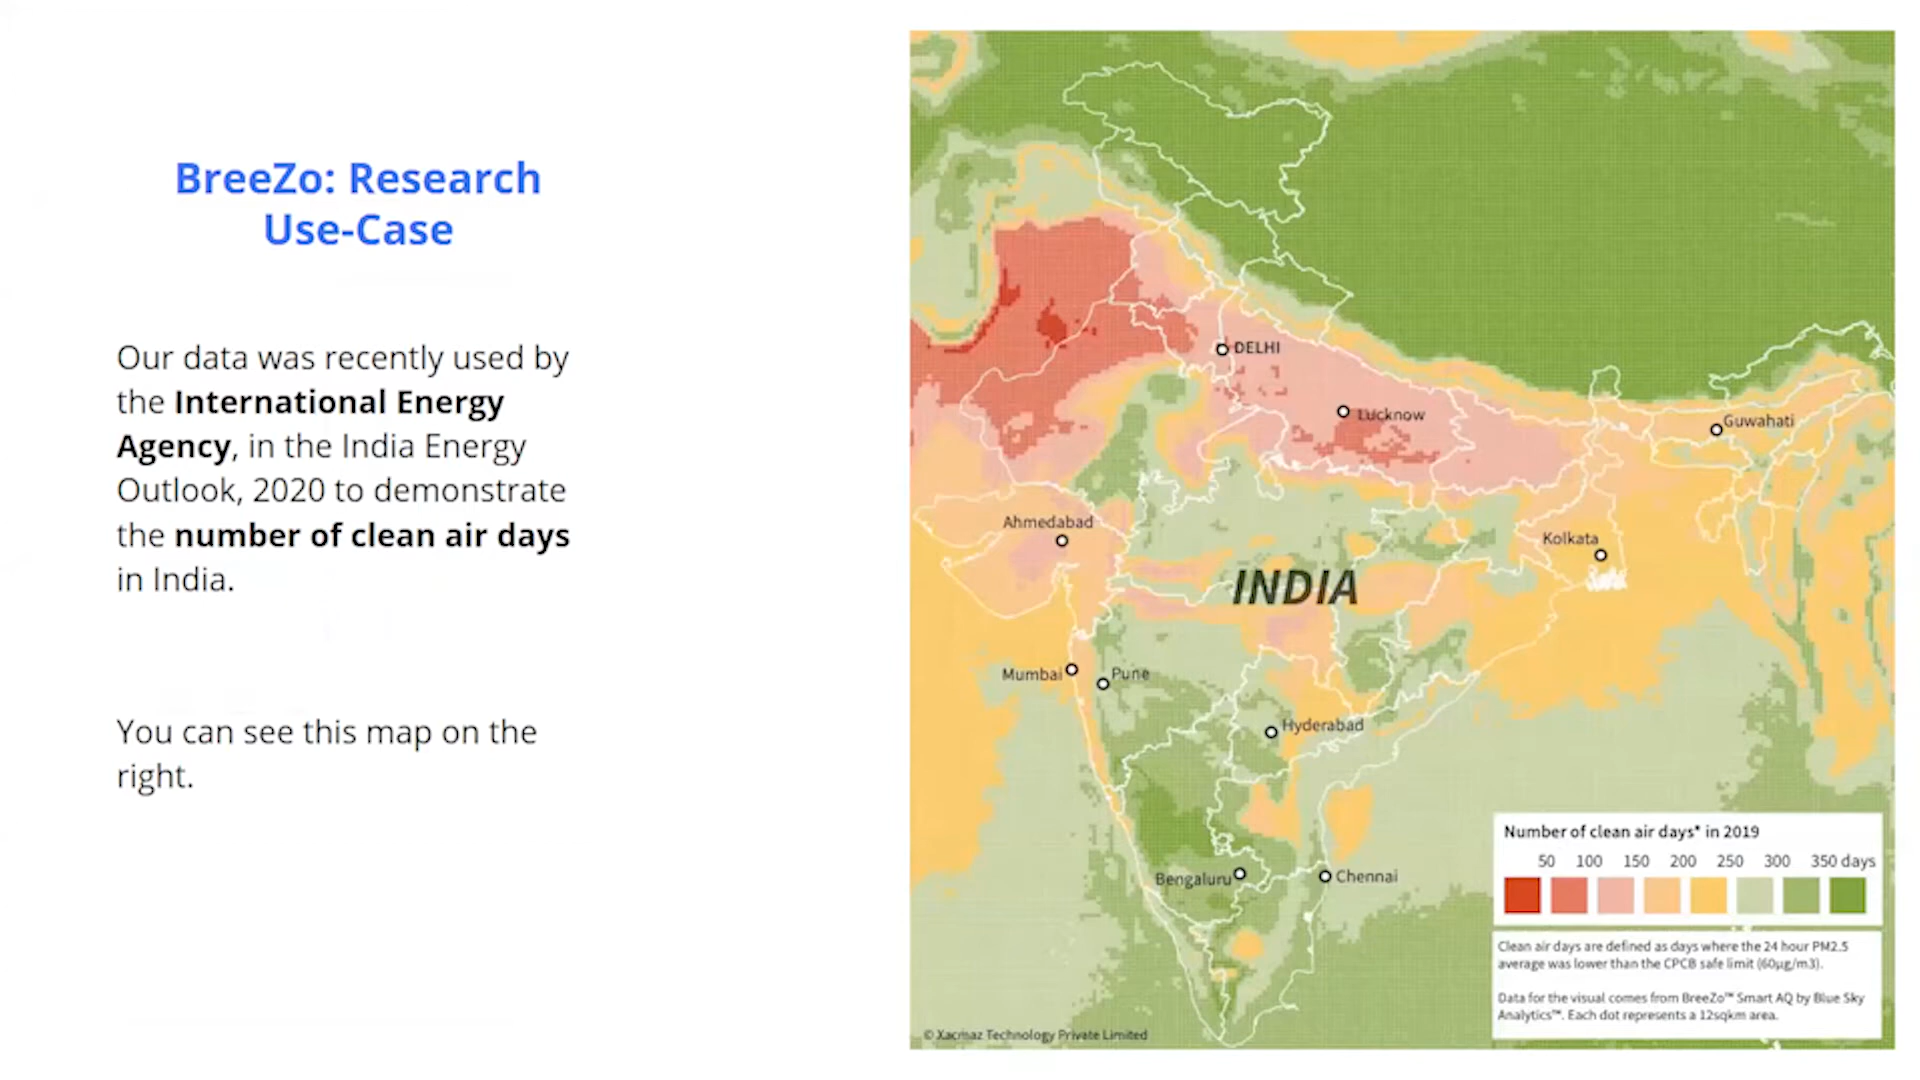 BreeZo: Research
Use-Case
Our data was recently used by
the International Energy
Agency, in the India Energy
Outlook, 2020 to demonstrate
the number of clean air days
in India.
You can see this map on the
right.
DELHI
Lucknow
Guwahati
Ahmedabad
Kolkata
INDIA
Mumbai
Pune
Hyderabad
Bengaluru
Chennai
Number of clean air days* in 2019
50 100 150 200 250 300 350 days
Clean air days are defined as days where the 24 hour PM2.5
average was lower than the CPCB safe limit (60µg/m3).
Data for the visual comes from BreeZo™ Smart AQ by Blue Sky
Analytics™. Each dot represents a 12sqkm area.
© Xacmaz Technology Private Limited